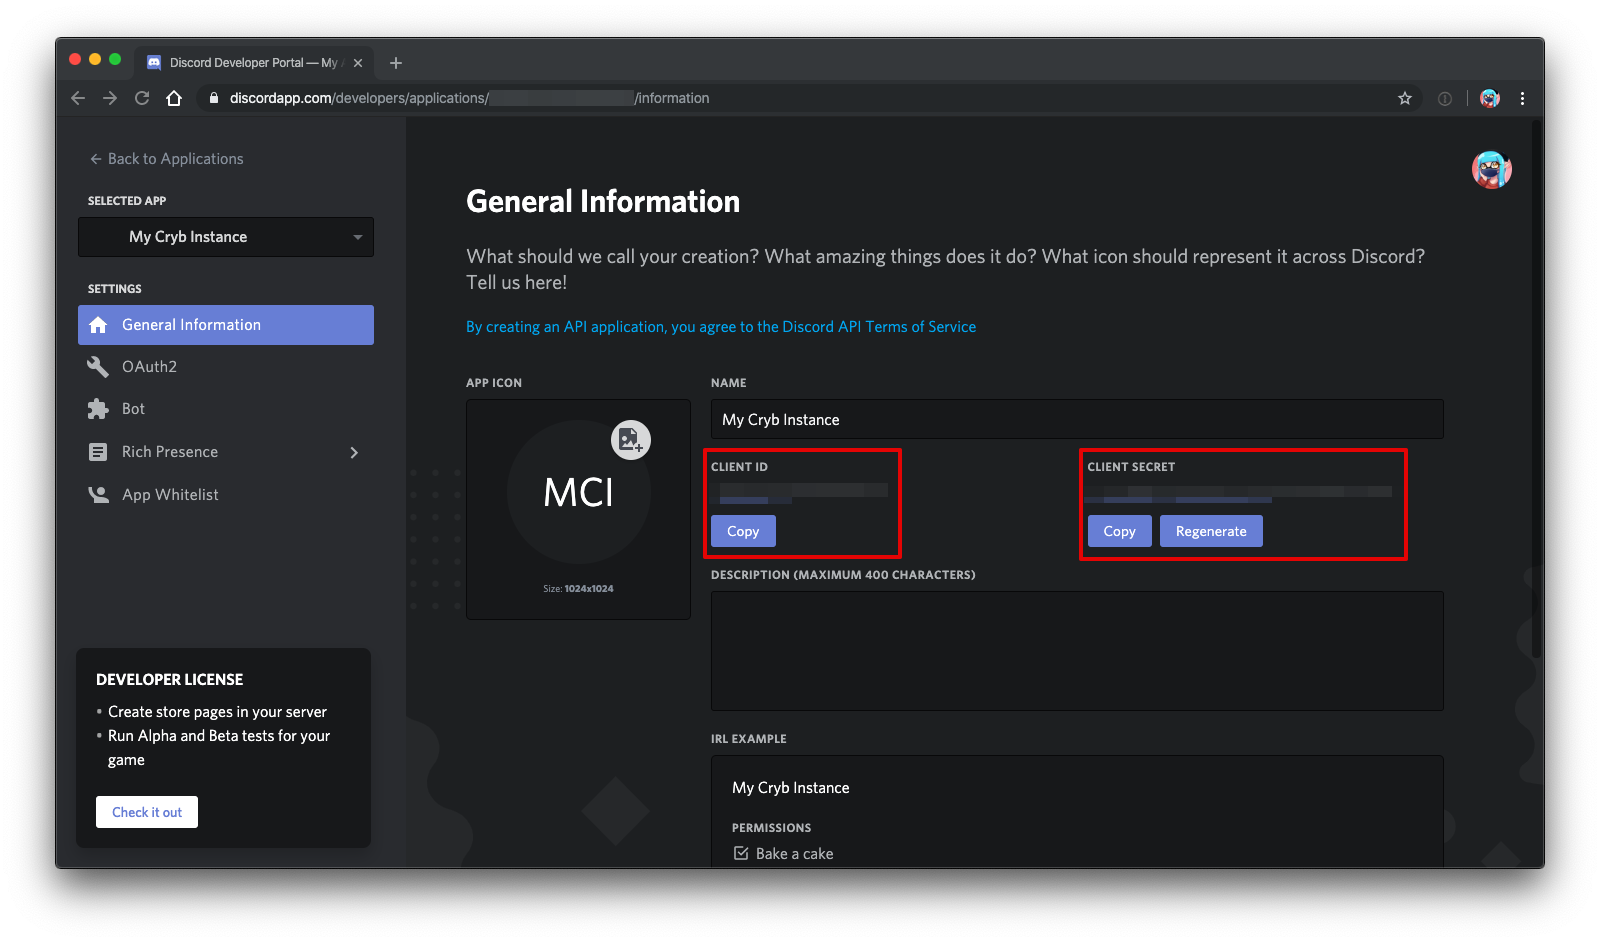 Discord Developer Portal — My
discordapp.com/developers/applications/
/information
Back to Applications
SELECTED APP
My Cryb Instance
SETTINGS
General Information
OAuth2
Bot
Rich Presence
App Whitelist
DEVELOPER LICENSE
• Create store pages in your server
• Run Alpha and Beta tests for your
game
Check it out
General Information
What should we call your creation? What amazing things does it do? What icon should represent it across Discord?
Tell us here!
By creating an API application, you agree to the Discord API Terms of Service
APP ICON
MCI
Size: 1024x1024
NAME
My Cryb Instance
CLIENT ID
Copy
CLIENT SECRET
Copy Regenerate
DESCRIPTION (MAXIMUM 400 CHARACTERS)
IRL EXAMPLE
My Cryb Instance
PERMISSIONS
Bake a cake